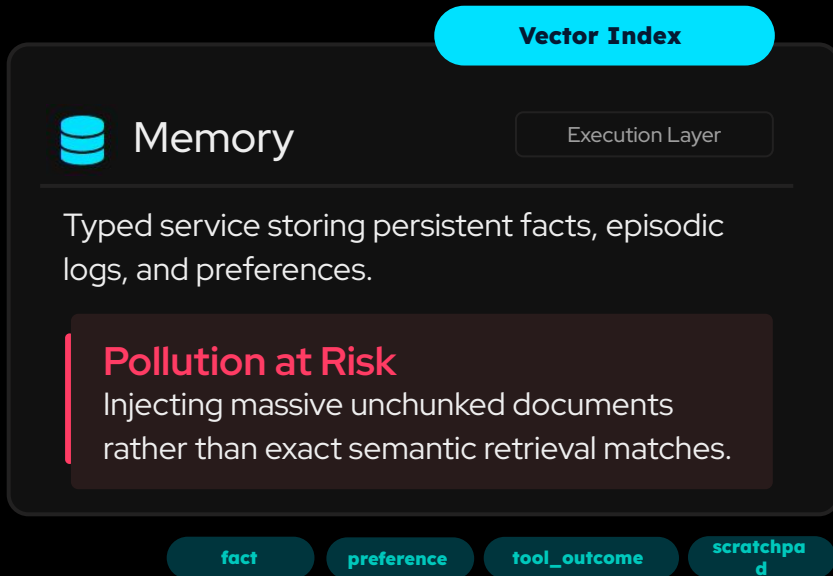 Vector Index
Memory
Execution Layer
Typed service storing persistent facts, episodic
logs, and preferences.
Pollution at Risk
Injecting massive unchunked documents
rather than exact semantic retrieval matches.
fact
preference
tool_outcome
scratchpa
d